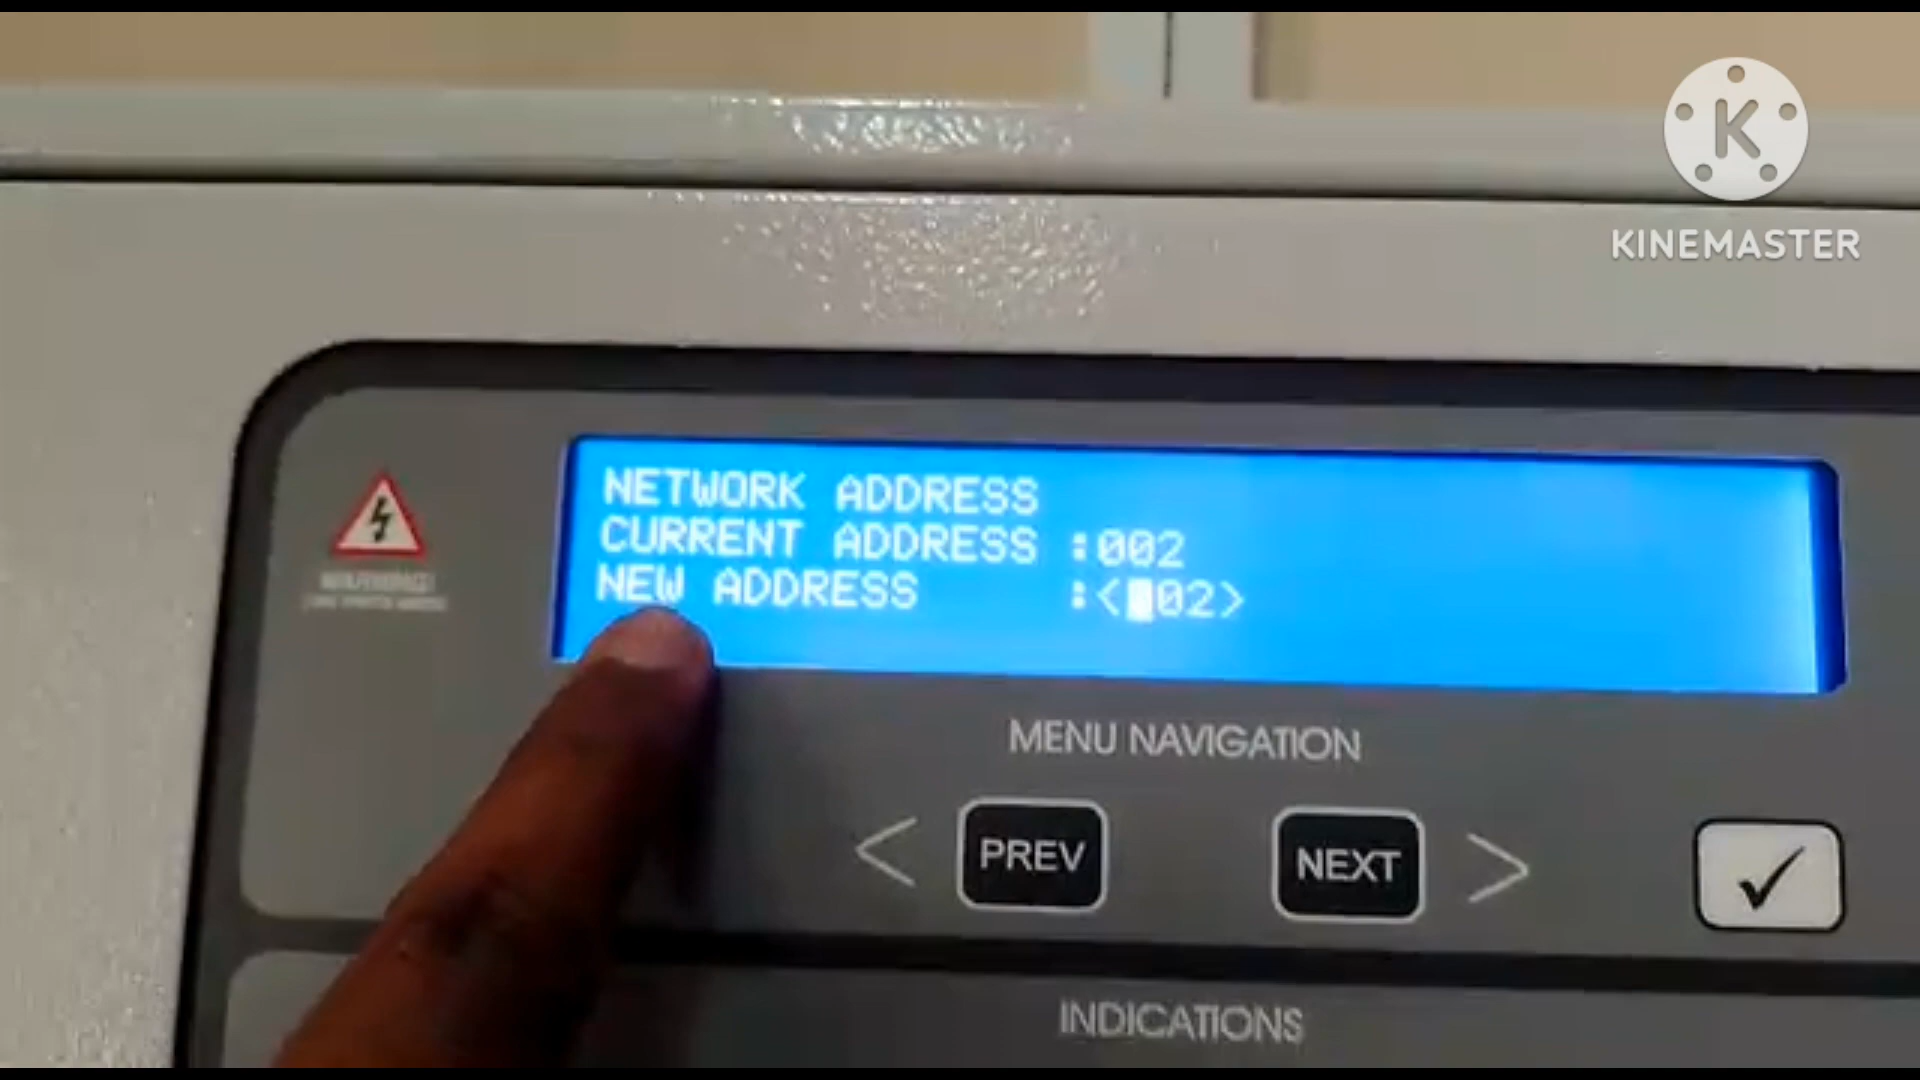 K
KINEMASTER
NETWORK ADDRESS
CURRENT ADDRESS :002
NEW ADDRESS :< 02>
MENU NAVIGATION
< PREV NEXT > ✓
INDICATIONS